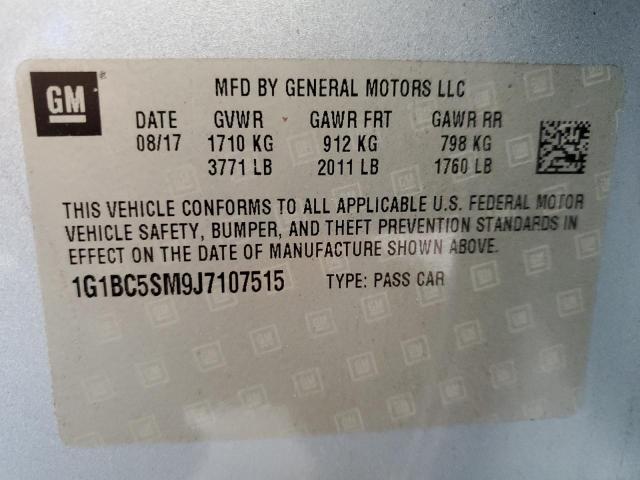 GM
MFD BY GENERAL MOTORS LLC
DATE GVWR GAWR FRT GAWR RR
08/17 1710 KG 912 KG 798 KG
3771 LB 2011 LB 1760 LB
THIS VEHICLE CONFORMS TO ALL APPLICABLE U.S. FEDERAL MOTOR
VEHICLE SAFETY, BUMPER, AND THEFT PREVENTION STANDARDS IN
EFFECT ON THE DATE OF MANUFACTURE SHOWN ABOVE.
1G1BC5SM9J7107515 TYPE: PASS CAR